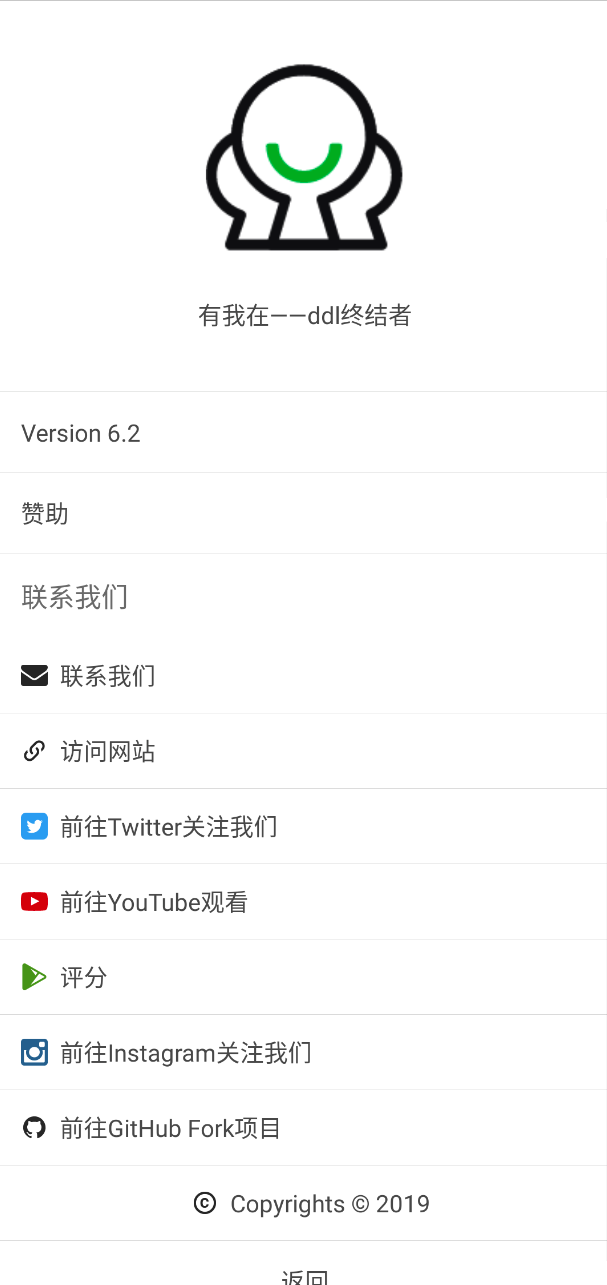 有我在——ddl终结者
Version 6.2
赞助
联系我们
联系我们
访问网站
前往Twitter关注我们
前往YouTube观看
评分
前往Instagram关注我们
前往GitHub Fork项目
© Copyrights © 2019
返回